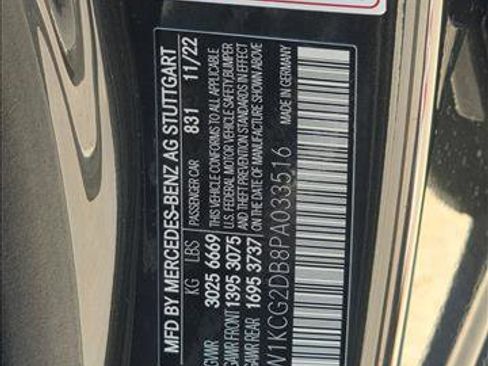 MFD BY MERCEDES-BENZ AG STUTTGART
KG LBS PASSENGER CAR 831 11/22
GVWR 3025 6669 THIS VEHICLE CONFORMS TO ALL APPLICABLE
GAWR FRONT 1395 3075 U.S. FEDERAL MOTOR VEHICLE SAFETY/BUMPER
GAWR REAR 1695 3737 AND THEFT PREVENTION STANDARDS IN EFFECT
ON THE DATE OF MANUFACTURE SHOWN ABOVE
W1KCG2DB8PA033516 MADE IN GERMANY